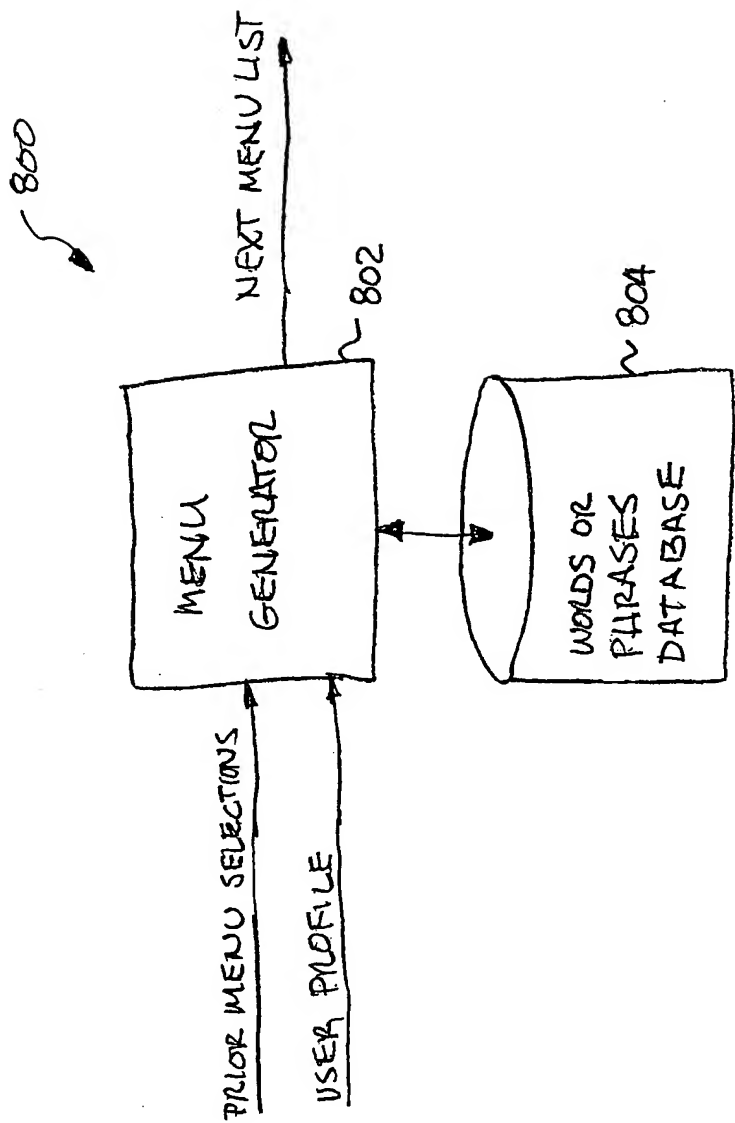 800
PRIOR MENU SELECTIONS
USER PROFILE
MENU
GENERATOR
NEXT MENU LIST
802
WORDS OR
PHRASES
DATABASE
804